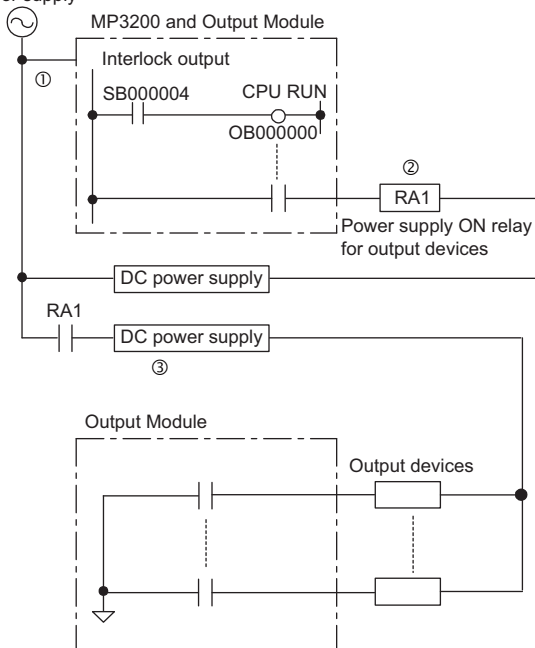 MP3200 and Output Module
①
Interlock output
SB000004
CPU RUN
OB000000
②
RA1
Power supply ON relay
for output devices
DC power supply
RA1
DC power supply
③
Output Module
Output devices